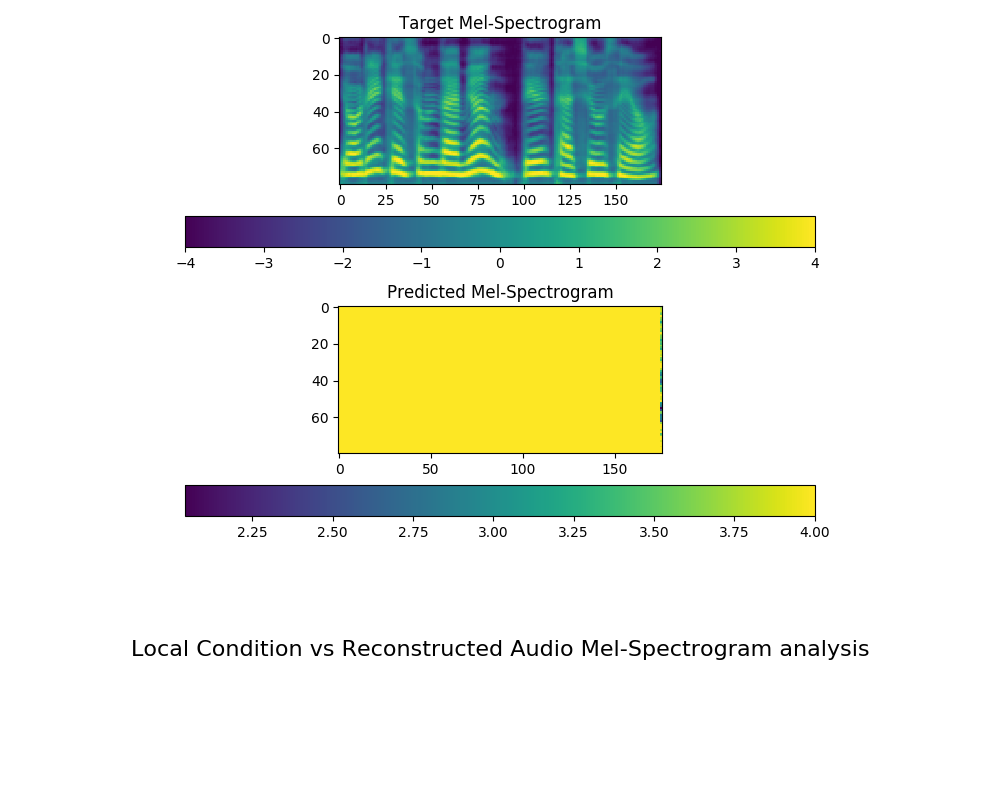 Target Mel-Spectrogram
0
20
40
60
0 25 50 75 100 125 150
−4 −3 −2 −1 0 1 2 3 4
Predicted Mel-Spectrogram
0
20
40
60
0 50 100 150
2.25 2.50 2.75 3.00 3.25 3.50 3.75 4.00
Local Condition vs Reconstructed Audio Mel-Spectrogram analysis